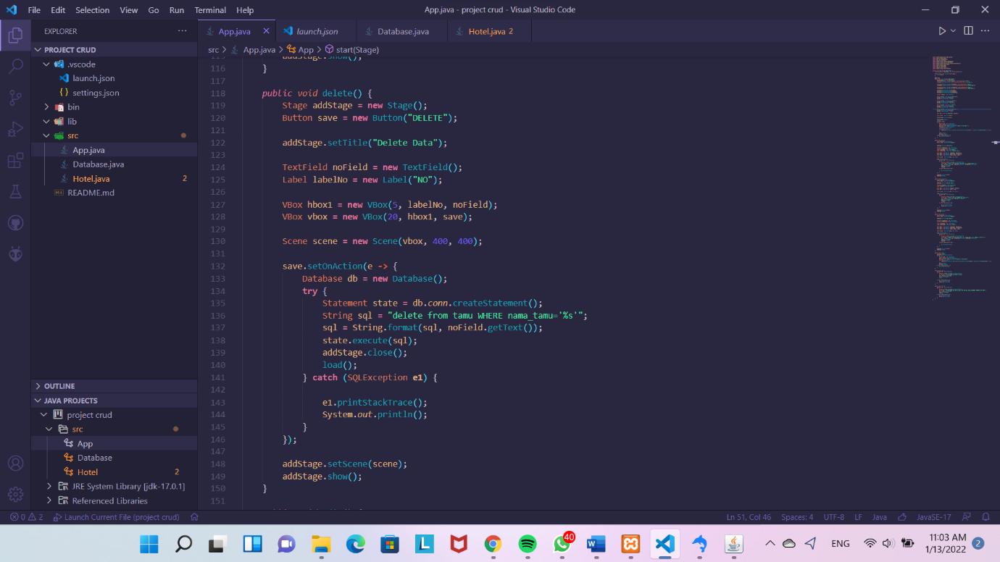 File Edit Selection View Go Run Terminal Help App.java - project crud - Visual Studio Code
EXPLORER
PROJECT CRUD
.vscode
launch.json
settings.json
bin
lib
src
App.java
Database.java
Hotel.java 2
README.md
OUTLINE
JAVA PROJECTS
project crud
src
App
Database
Hotel 2
JRE System Library [jdk-17.0.1]
Referenced Libraries
App.java launch.json Database.java Hotel.java 2
src > App.java > App > start(Stage)
115 addStage.show();
116 }
117
118 public void delete() {
119 Stage addStage = new Stage();
120 Button save = new Button("DELETE");
121
122 addStage.setTitle("Delete Data");
123
124 TextField noField = new TextField();
125 Label labelNo = new Label("NO");
126
127 VBox hbox1 = new VBox(5, labelNo, noField);
128 VBox vbox = new VBox(20, hbox1, save);
129
130 Scene scene = new Scene(vbox, 400, 400);
131
132 save.setOnAction(e -> {
133 Database db = new Database();
134 try {
135 Statement state = db.conn.createStatement();
136 String sql = "delete from tamu WHERE nama_tamu='%s'";
137 sql = String.format(sql, noField.getText());
138 state.execute(sql);
139 addStage.close();
140 load();
141 } catch (SQLException e1) {
142
143 e1.printStackTrace();
144 System.out.println();
145 }
146 });
147
148 addStage.setScene(scene);
149 addStage.show();
150 }
151
0 2 Launch Current File (project crud) Ln 51, Col 46 Spaces: 4 UTF-8 LF Java JavaSE-17
40
ENG
11:03 AM
1/13/2022
2